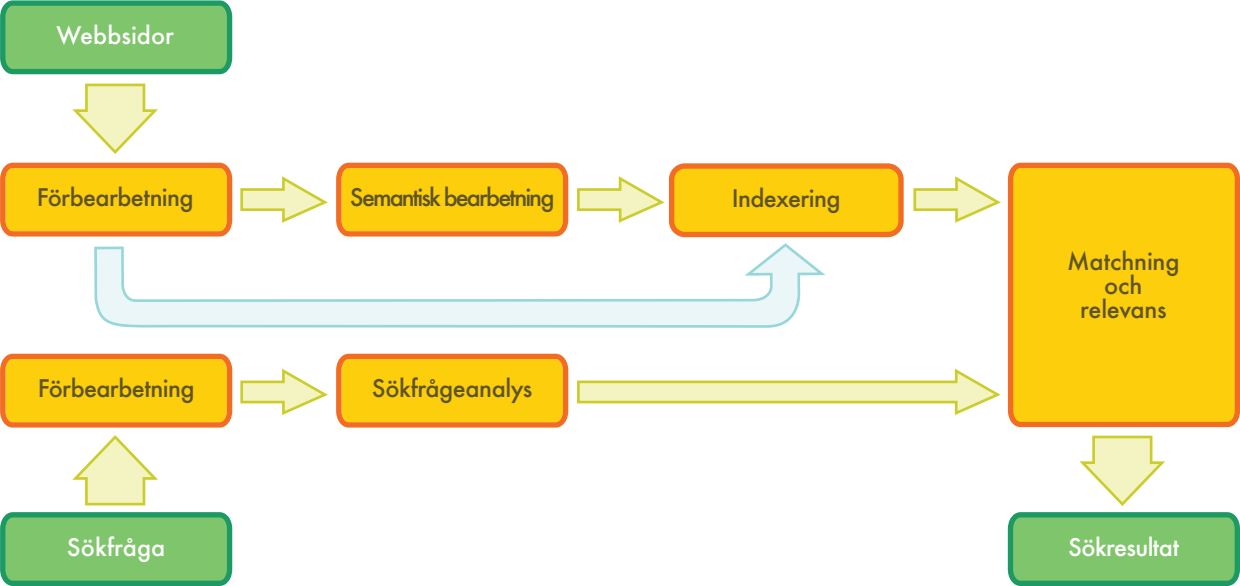 Webbsidor
Förbearbetning
Semantisk bearbetning
Indexering
Matchning
och
relevans
Förbearbetning
Sökfrågeanalys
Sökfråga
Sökresultat